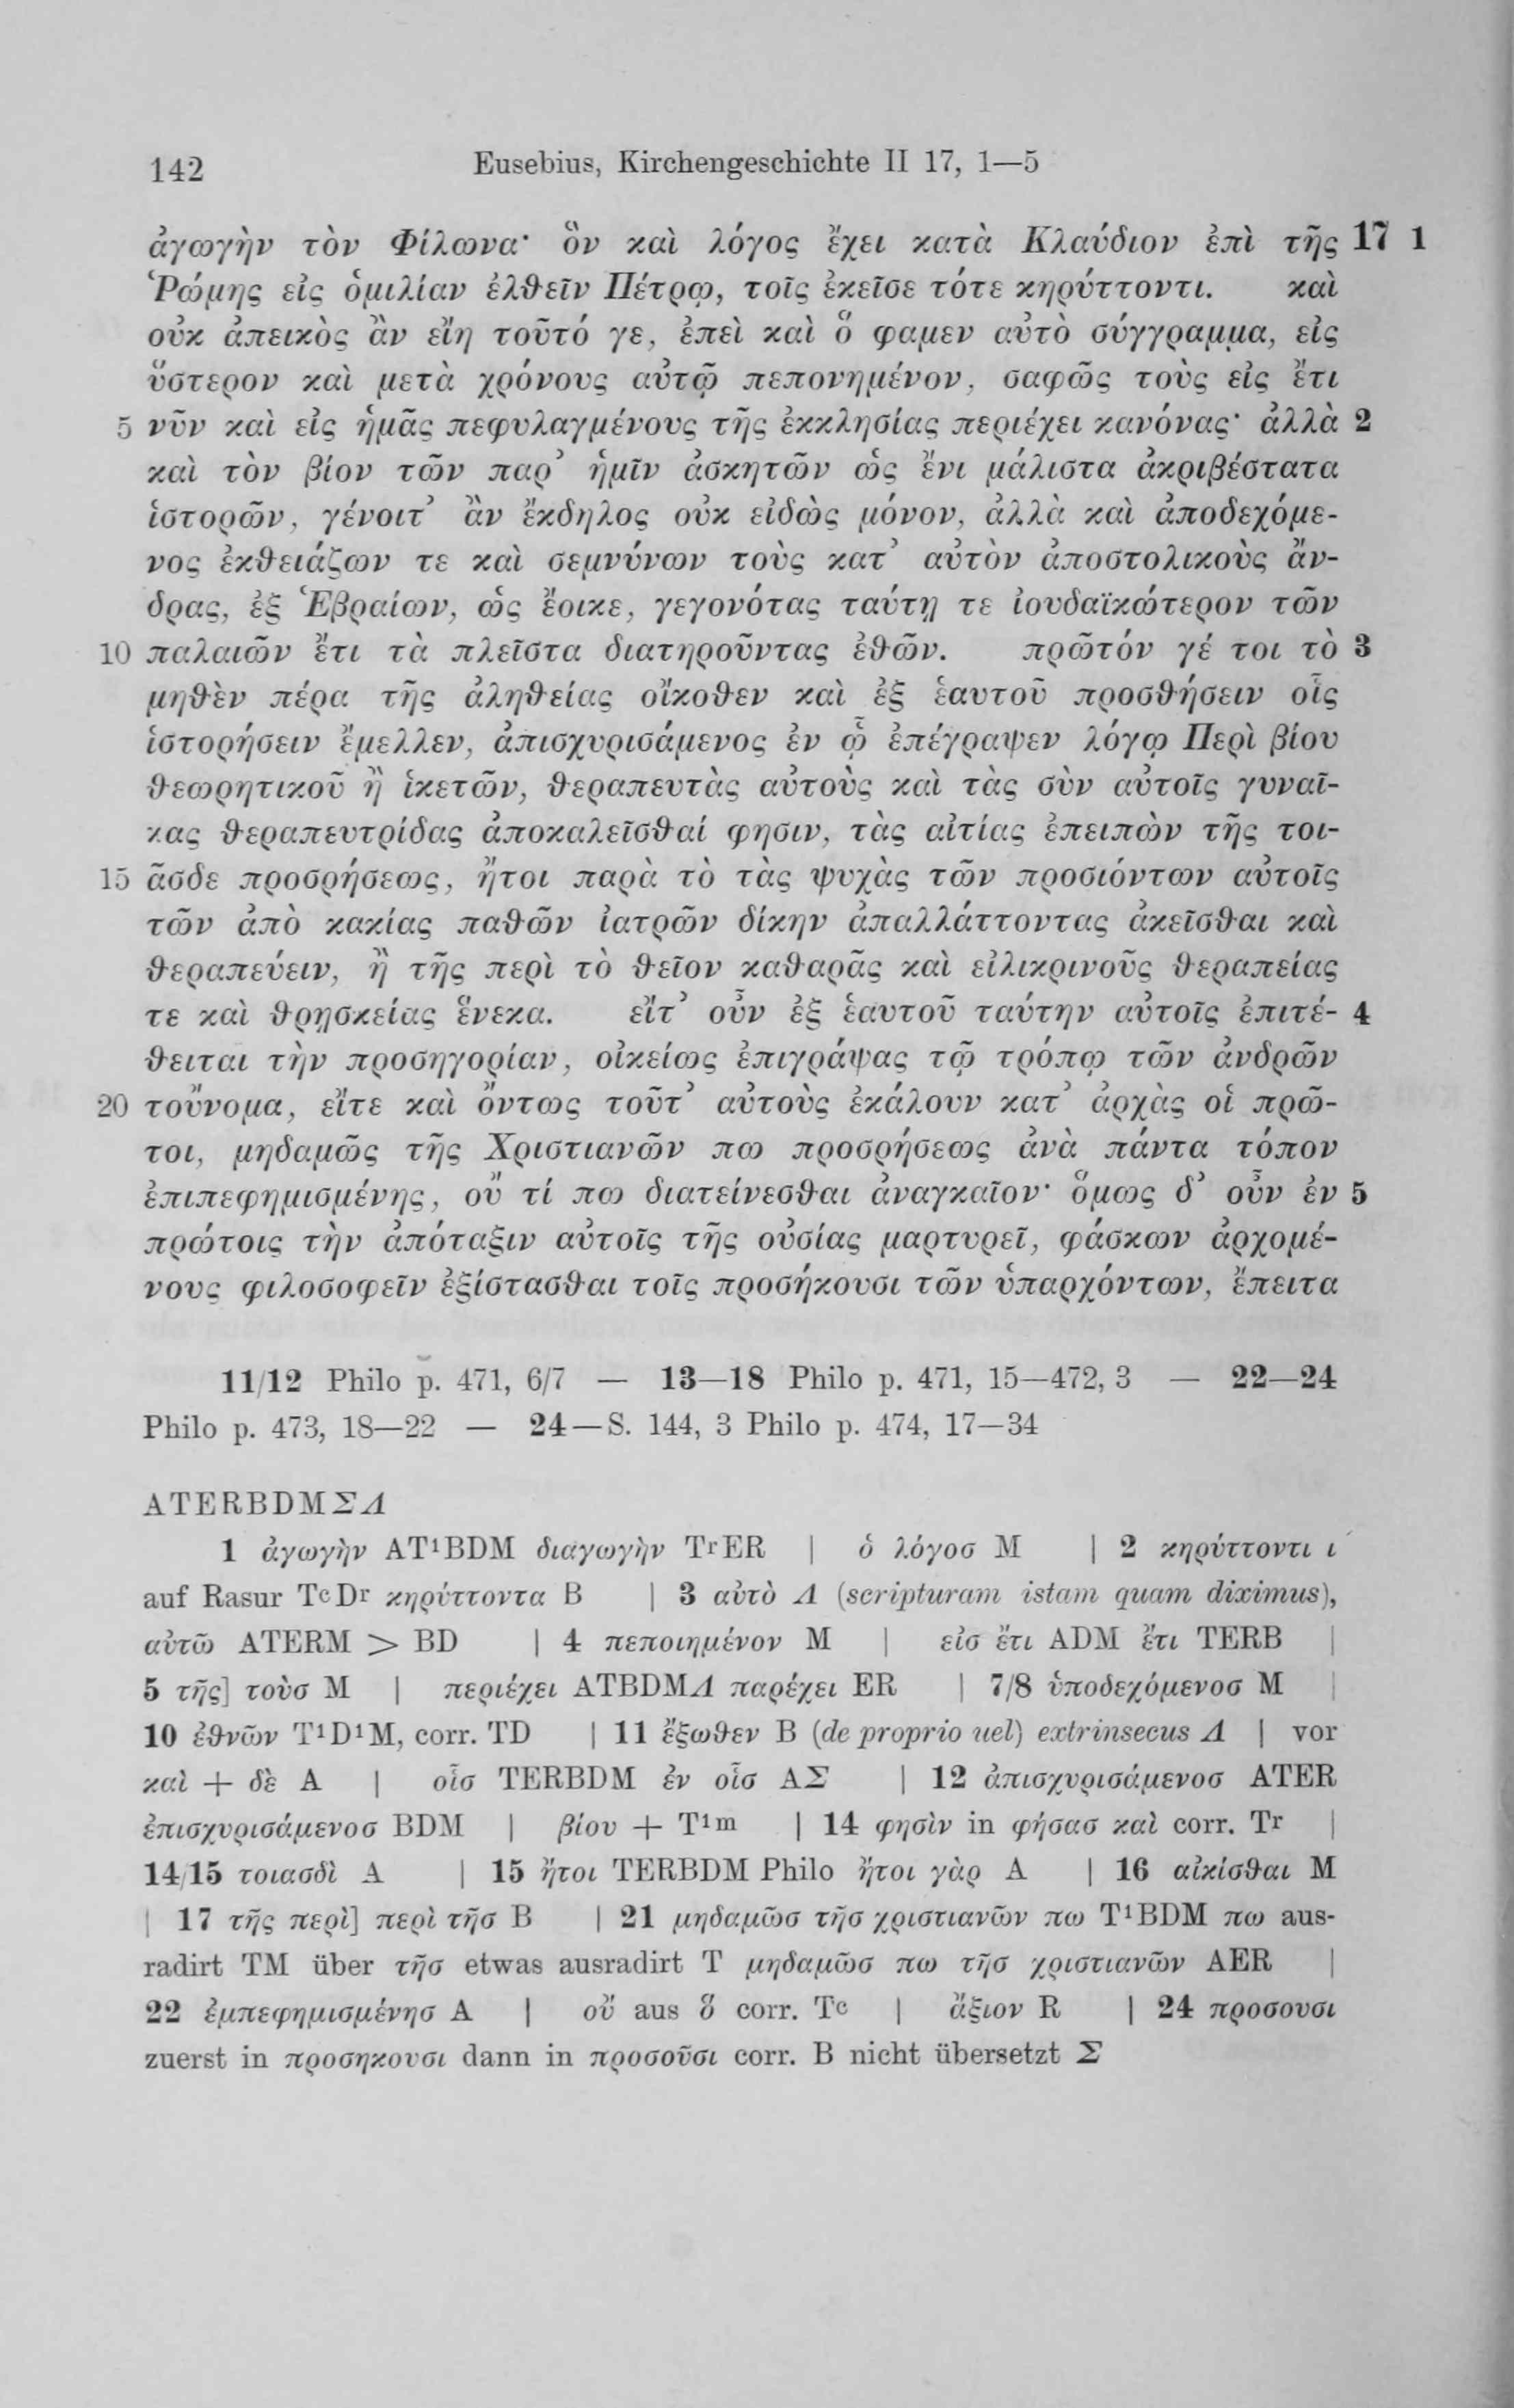 142 Eusebius, Kirchengeschichte II 17, 1—5
ἀγωγὴν τὸν Φίλωνα· ὃν καὶ λόγος ἔχει κατὰ Κλαύδιον ἐπὶ τῆς 17 1
Ῥώμης εἰς ὁμιλίαν ἐλθεῖν Πέτρῳ, τοῖς ἐκεῖσε τότε κηρύττοντι. καὶ
οὐκ ἀπεικὸς ἂν εἴη τοῦτό γε, ἐπεὶ καὶ ὅ φαμεν αὐτὸ σύγγραμμα, εἰς
ὕστερον καὶ μετὰ χρόνους αὐτῷ πεπονημένον, σαφῶς τοὺς εἰς ἔτι
5 νῦν καὶ εἰς ἡμᾶς πεφυλαγμένους τῆς ἐκκλησίας περιέχει κανόνας· ἀλλὰ 2
καὶ τὸν βίον τῶν παρ’ ἡμῖν ἀσκητῶν ὡς ἔνι μάλιστα ἀκριβέστατα
ἱστορῶν, γένοιτ’ ἂν ἔκδηλος οὐκ εἰδὼς μόνον, ἀλλὰ καὶ ἀποδεχόμε-
νος ἐκθειάζων τε καὶ σεμνύνων τοὺς κατ’ αὐτὸν ἀποστολικοὺς ἄν-
δρας, ἐξ Ἑβραίων, ὡς ἔοικε, γεγονότας ταύτῃ τε ἰουδαϊκώτερον τῶν
10 παλαιῶν ἔτι τὰ πλεῖστα διατηροῦντας ἐθῶν. πρῶτόν γέ τοι τὸ 3
μηθὲν πέρα τῆς ἀληθείας οἴκοθεν καὶ ἐξ ἑαυτοῦ προσθήσειν οἷς
ἱστορήσειν ἔμελλεν, ἀπισχυρισάμενος ἐν ᾧ ἐπέγραψεν λόγῳ Περὶ βίου
θεωρητικοῦ ἢ ἱκετῶν, θεραπευτὰς αὐτοὺς καὶ τὰς σὺν αὐτοῖς γυναῖ-
κας θεραπευτρίδας ἀποκαλεῖσθαί φησιν, τὰς αἰτίας ἐπειπὼν τῆς τοι-
15 ᾶσδε προσρήσεως, ἤτοι παρὰ τὸ τὰς ψυχὰς τῶν προσιόντων αὐτοῖς
τῶν ἀπὸ κακίας παθῶν ἰατρῶν δίκην ἀπαλλάττοντας ἀκεῖσθαι καὶ
θεραπεύειν, ἢ τῆς περὶ τὸ θεῖον καθαρᾶς καὶ εἰλικρινοῦς θεραπείας
τε καὶ θρησκείας ἕνεκα. εἴτ’ οὖν ἐξ ἑαυτοῦ ταύτην αὐτοῖς ἐπιτέ- 4
θειται τὴν προσηγορίαν, οἰκείως ἐπιγράψας τῷ τρόπῳ τῶν ἀνδρῶν
20 τοὔνομα, εἴτε καὶ ὄντως τοῦτ’ αὐτοὺς ἐκάλουν κατ’ ἀρχὰς οἱ πρῶ-
τοι, μηδαμῶς τῆς Χριστιανῶν πω προσρήσεως ἀνὰ πάντα τόπον
ἐπιπεφημισμένης, οὔ τί πω διατείνεσθαι ἀναγκαῖον· ὅμως δ’ οὖν ἐν 5
πρώτοις τὴν ἀπόταξιν αὐτοῖς τῆς οὐσίας μαρτυρεῖ, φάσκων ἀρχομέ-
νους φιλοσοφεῖν ἐξίστασθαι τοῖς προσήκουσι τῶν ὑπαρχόντων, ἔπειτα
11/12 Philo p. 471, 6/7 — 13—18 Philo p. 471, 15—472, 3 — 22—24
Philo p. 473, 18—22 — 24—S. 144, 3 Philo p. 474, 17—34
ATERBDMΣΛ
1 ἀγωγὴν AT¹BDM διαγωγὴν TʳER | ὁ λόγοσ M | 2 κηρύττοντι ι
auf Rasur TᶜDʳ κηρύττοντα B | 3 αὐτὸ Λ (scripturam istam quam diximus),
αὐτῶ ATERM > BD | 4 πεποιημένον M | εἰσ ἔτι ADM ἔτι TERB |
5 τῆς] τοὺσ M | περιέχει ATBDMΛ παρέχει ER | 7/8 ὑποδεχόμενοσ M |
10 ἐθνῶν T¹D¹M, corr. TD | 11 ἔξωθεν B (de proprio uel) extrinsecus Λ | vor
καὶ + δὲ A | οἷσ TERBDM ἐν οἷσ AΣ | 12 ἀπισχυρισάμενοσ ATER
ἐπισχυρισάμενοσ BDM | βίου + T¹ᵐ | 14 φησὶν in φήσασ καὶ corr. Tʳ |
14/15 τοιασδὶ A | 15 ἤτοι TERBDM Philo ἤτοι γὰρ A | 16 αἰκίσθαι M
| 17 τῆς περὶ] περὶ τῆσ B | 21 μηδαμῶσ τῆσ χριστιανῶν πω T¹BDM πω aus-
radirt TM über τῆσ etwas ausradirt T μηδαμῶσ πω τῆσ χριστιανῶν AER |
22 ἐμπεφημισμένησ A | οὔ aus ὅ corr. Tᶜ | ἄξιον R | 24 προσουσι
zuerst in προσηκουσι dann in προσοῦσι corr. B nicht übersetzt Σ